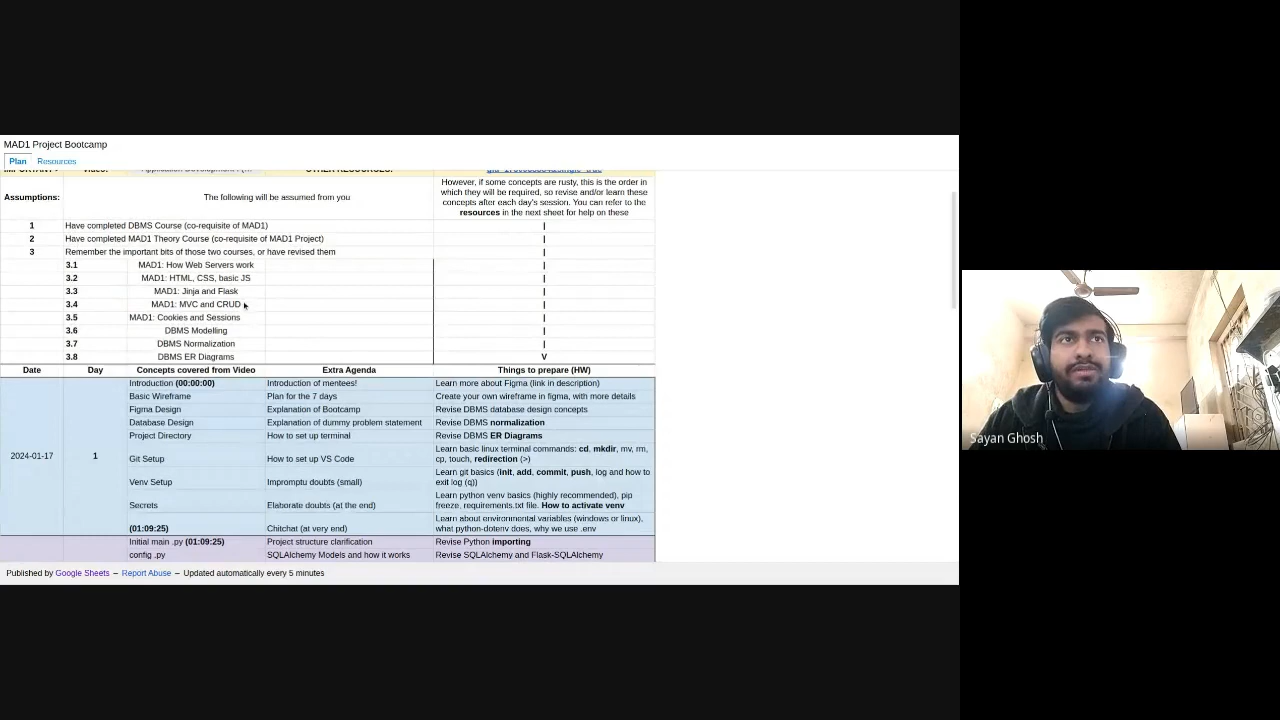 MAD1 Project Bootcamp
Plan Resources
Assumptions: The following will be assumed from you However, if some concepts are rusty, this is the order in
which they will be required, so revise and/or learn these
concepts after each day's session. You can refer to the
resources in the next sheet for help on these
1 Have completed DBMS Course (co-requisite of MAD1) |
2 Have completed MAD1 Theory Course (co-requisite of MAD1 Project) |
3 Remember the important bits of those two courses, or have revised them |
3.1 MAD1: How Web Servers work |
3.2 MAD1: HTML, CSS, basic JS |
3.3 MAD1: Jinja and Flask |
3.4 MAD1: MVC and CRUD |
3.5 MAD1: Cookies and Sessions |
3.6 DBMS Modelling |
3.7 DBMS Normalization |
3.8 DBMS ER Diagrams V
Date Day Concepts covered from Video Extra Agenda Things to prepare (HW)
Introduction (00:00:00) Introduction of mentees! Learn more about Figma (link in description)
Basic Wireframe Plan for the 7 days Create your own wireframe in figma, with more details
Figma Design Explanation of Bootcamp Revise DBMS database design concepts
Database Design Explanation of dummy problem statement Revise DBMS normalization
Project Directory How to set up terminal Revise DBMS ER Diagrams
2024-01-17 1 Git Setup How to set up VS Code Learn basic linux terminal commands: cd, mkdir, mv, rm,
cp, touch, redirection (>)
Venv Setup Impromptu doubts (small) Learn git basics (init, add, commit, push, log and how to
exit log (q))
Secrets Elaborate doubts (at the end) Learn python venv basics (highly recommended), pip
freeze, requirements.txt file. How to activate venv
(01:09:25) Chitchat (at very end) Learn about environmental variables (windows or linux),
what python-dotenv does, why we use .env
Initial main .py (01:09:25) Project structure clarification Revise Python importing
config .py SQLAlchemy Models and how it works Revise SQLAlchemy and Flask-SQLAlchemy
Published by Google Sheets – Report Abuse – Updated automatically every 5 minutes
Sayan Ghosh